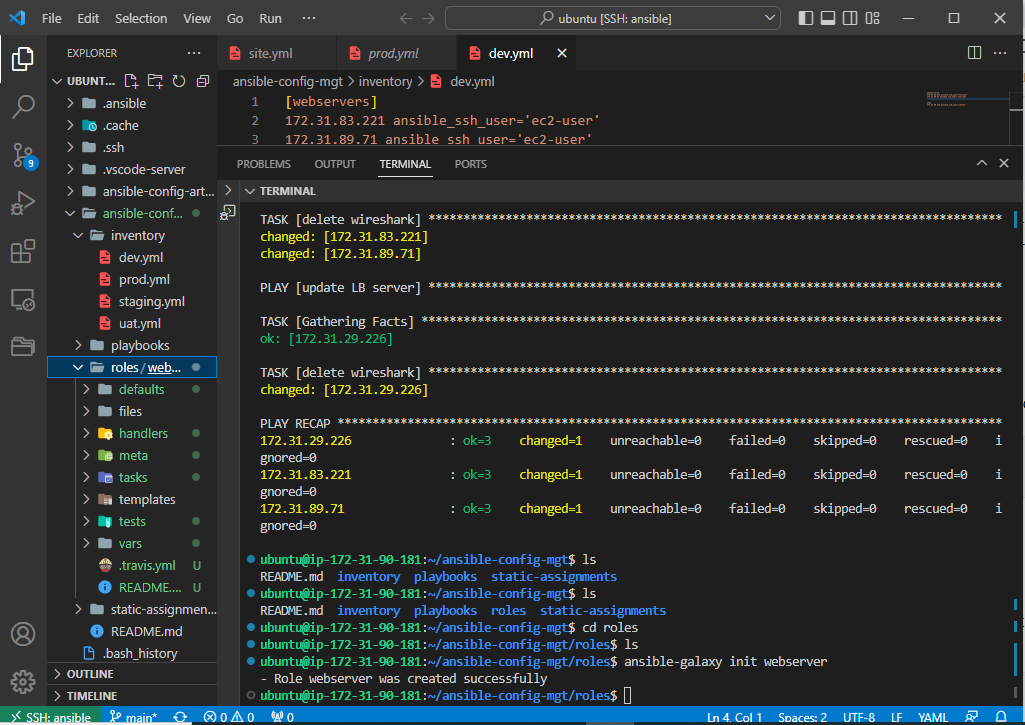 File Edit Selection View Go Run ··· ubuntu [SSH: ansible]
EXPLORER ···
site.yml prod.yml dev.yml
UBUNT...
ansible-config-mgt > inventory > dev.yml
.ansible
.cache
.ssh
.vscode-server
ansible-config-art...
ansible-conf...
inventory
dev.yml
prod.yml
staging.yml
uat.yml
playbooks
roles/web...
defaults
files
handlers
meta
tasks
templates
tests
vars
.travis.yml U
README.... U
static-assignmen...
README.md
.bash_history
OUTLINE
TIMELINE
9
1 [webservers]
2 172.31.83.221 ansible_ssh_user='ec2-user'
3 172.31.89.71 ansible_ssh_user='ec2-user'
PROBLEMS OUTPUT TERMINAL PORTS
TERMINAL
TASK [delete wireshark] ****************************************************************************
changed: [172.31.83.221]
changed: [172.31.89.71]
PLAY [update LB server] ****************************************************************************
TASK [Gathering Facts] *****************************************************************************
ok: [172.31.29.226]
TASK [delete wireshark] ****************************************************************************
changed: [172.31.29.226]
PLAY RECAP *****************************************************************************************
172.31.29.226 : ok=3 changed=1 unreachable=0 failed=0 skipped=0 rescued=0 i
gnored=0
172.31.83.221 : ok=3 changed=1 unreachable=0 failed=0 skipped=0 rescued=0 i
gnored=0
172.31.89.71 : ok=3 changed=1 unreachable=0 failed=0 skipped=0 rescued=0 i
gnored=0
ubuntu@ip-172-31-90-181:~/ansible-config-mgt$ ls
README.md inventory playbooks static-assignments
ubuntu@ip-172-31-90-181:~/ansible-config-mgt$ ls
README.md inventory playbooks roles static-assignments
ubuntu@ip-172-31-90-181:~/ansible-config-mgt$ cd roles
ubuntu@ip-172-31-90-181:~/ansible-config-mgt/roles$ ls
ubuntu@ip-172-31-90-181:~/ansible-config-mgt/roles$ ansible-galaxy init webserver
- Role webserver was created successfully
ubuntu@ip-172-31-90-181:~/ansible-config-mgt/roles$
SSH: ansible main* 0 0 0 Ln 4, Col 1 Spaces: 2 UTF-8 LF YAML